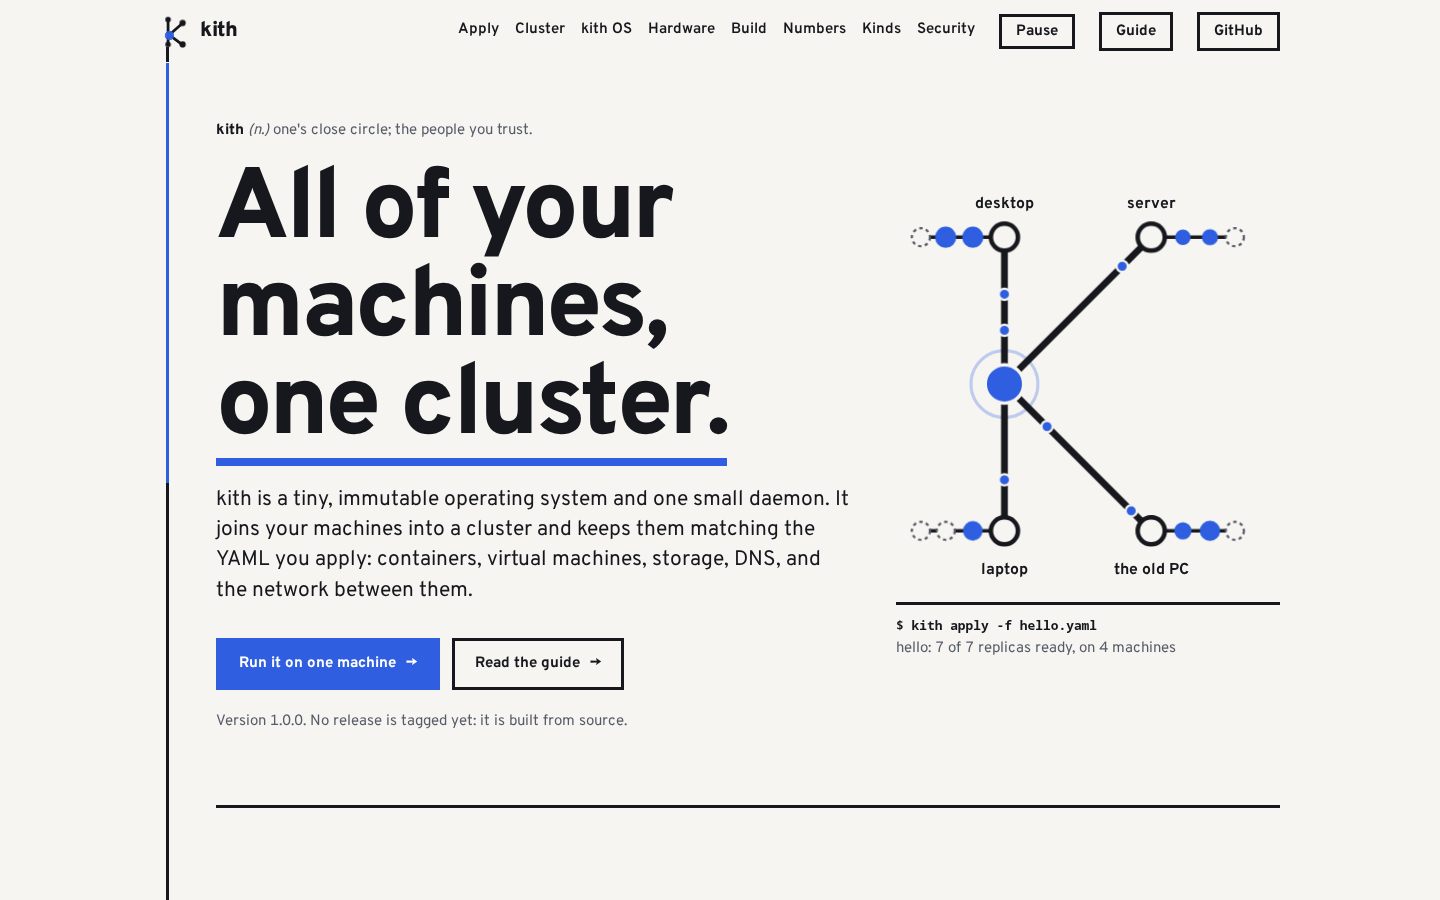 kith
Apply Cluster kith OS Hardware Build Numbers Kinds Security Pause Guide GitHub
kith (n.) one's close circle; the people you trust.
All of your
machines,
one cluster.
kith is a tiny, immutable operating system and one small daemon. It
joins your machines into a cluster and keeps them matching the
YAML you apply: containers, virtual machines, storage, DNS, and
the network between them.
Run it on one machine →
Read the guide →
Version 1.0.0. No release is tagged yet: it is built from source.
desktop
server
laptop
the old PC
$ kith apply -f hello.yaml
hello: 7 of 7 replicas ready, on 4 machines